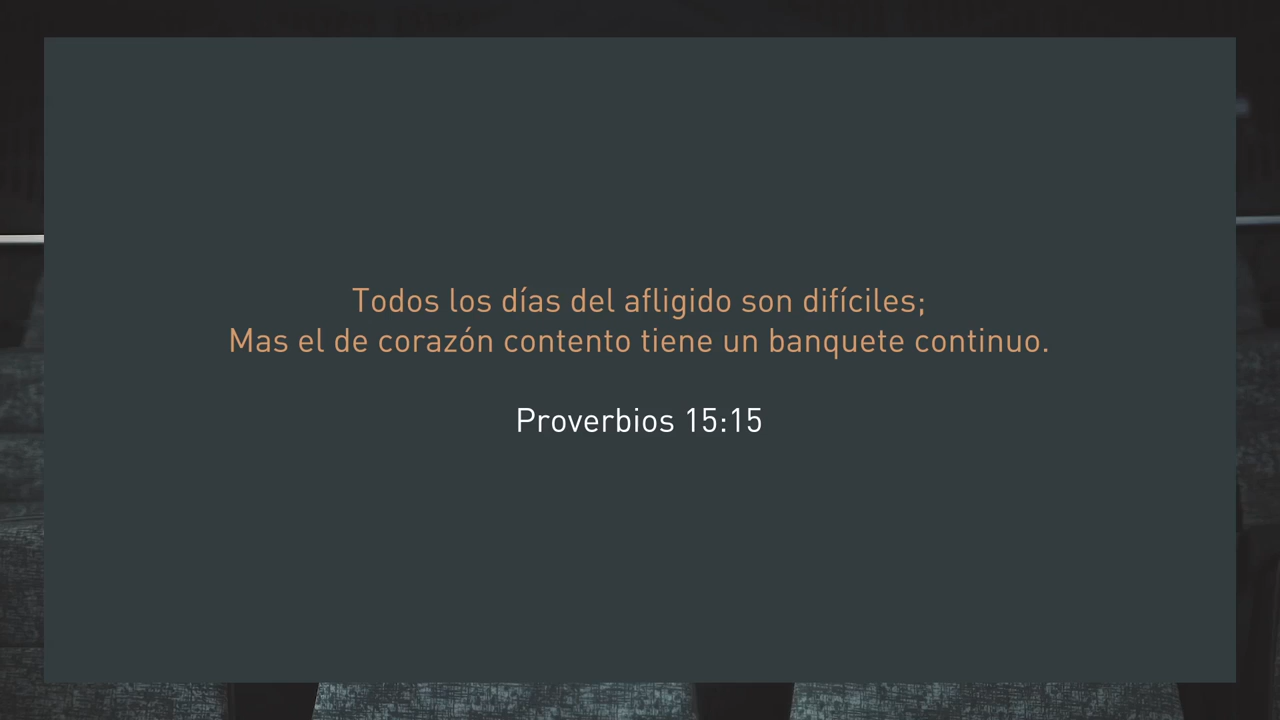 Todos los días del afligido son difíciles;
Mas el de corazón contento tiene un banquete continuo.
Proverbios 15:15